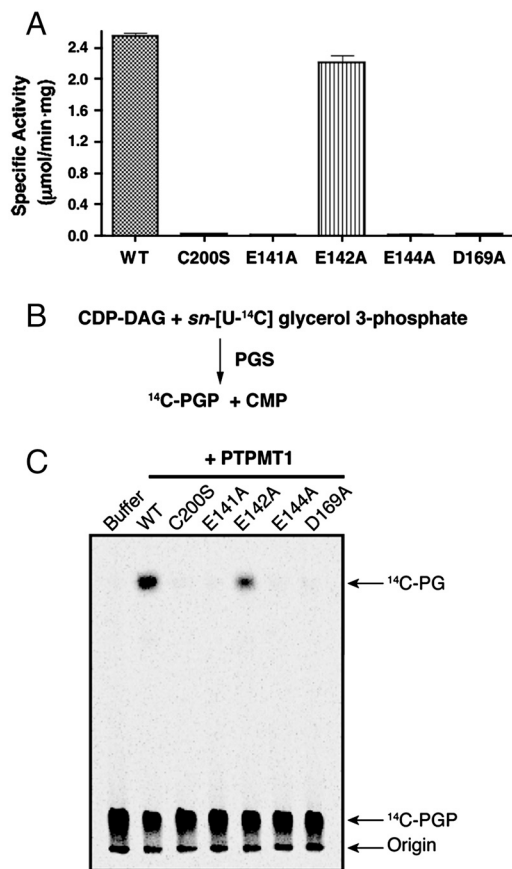 A
Specific Activity
(µmol/min·mg)
2.4
2.0
1.6
1.2
0.8
0.4
0.0
WT C200S E141A E142A E144A D169A
B
CDP-DAG + sn-[U-¹⁴C] glycerol 3-phosphate
PGS
¹⁴C-PGP + CMP
C
+ PTPMT1
Buffer WT C200S E141A E142A E144A D169A
¹⁴C-PG
¹⁴C-PGP
Origin